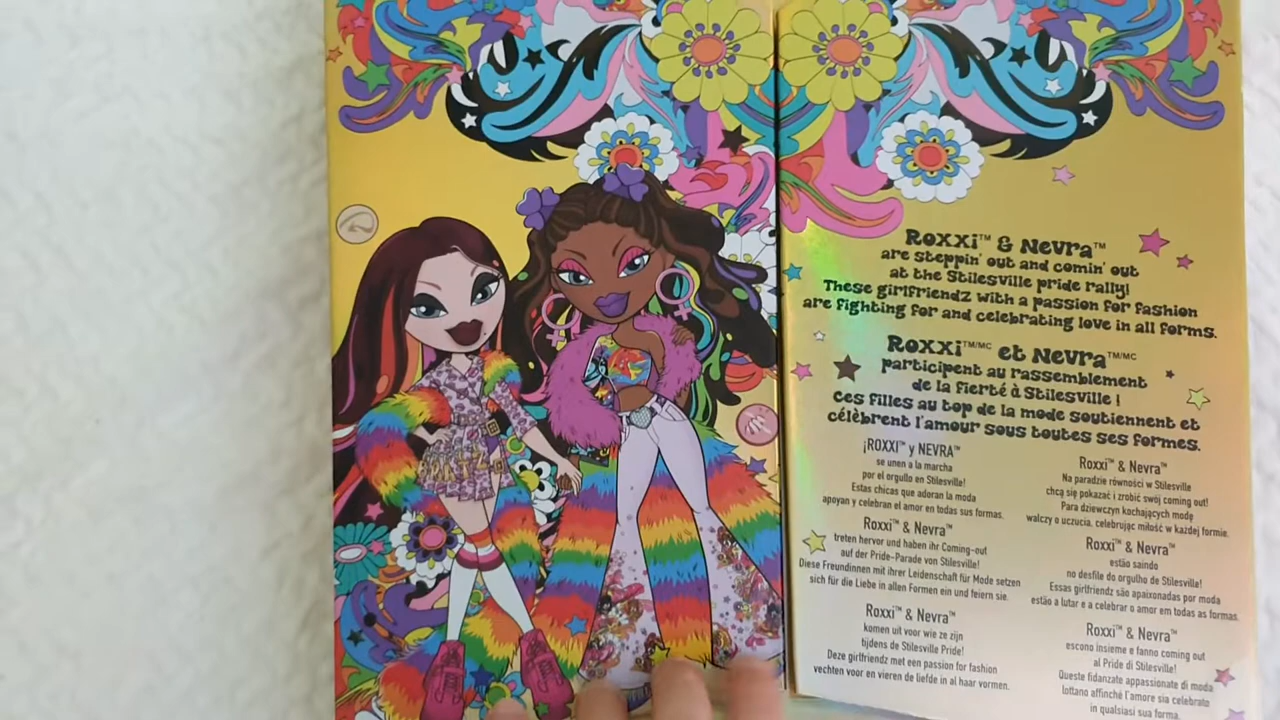 Roxxi™ & Nevra™
are steppin' out and comin' out
at the Stilesville pride rally!
These girlfriendz with a passion for fashion
are fighting for and celebrating love in all forms.
Roxxi™/MC et Nevra™/MC
participent au rassemblement
de la fierté à Stilesville !
Ces filles au top de la mode soutiennent et
célèbrent l'amour sous toutes ses formes.
¡ROXXI™ y NEVRA™
se unen a la marcha
por el orgullo en Stilesville!
Estas chicas que adoran la moda
apoyan y celebran el amor en todas sus formas.
Roxxi™ & Nevra™
treten hervor und haben ihr Coming-out
auf der Pride-Parade von Stilesville!
Diese Freundinnen mit ihrer Leidenschaft für Mode setzen
sich für die Liebe in allen Formen ein und feiern sie.
Roxxi™ & Nevra™
komen uit voor wie ze zijn
tijdens de Stilesville Pride!
Deze girlfriendz met een passion for fashion
vechten voor en vieren de liefde in al haar vormen.
Roxxi™ & Nevra™
Na paradzie równości w Stilesville
chcą się pokazać i zrobić swój coming out!
Para dziewczyn kochających modę
walczy o uczucia, celebrując miłość w każdej formie.
Roxxi™ & Nevra™
estão saindo
no desfile do orgulho de Stilesville!
Essas girlfriendz são apaixonadas por moda
estão a lutar e a celebrar o amor em todas as formas.
Roxxi™ & Nevra™
escono insieme e fanno coming out
al Pride di Stilesville!
Queste fidanzate appassionate di moda
lottano affinché l'amore sia celebrato
in qualsiasi sua forma.